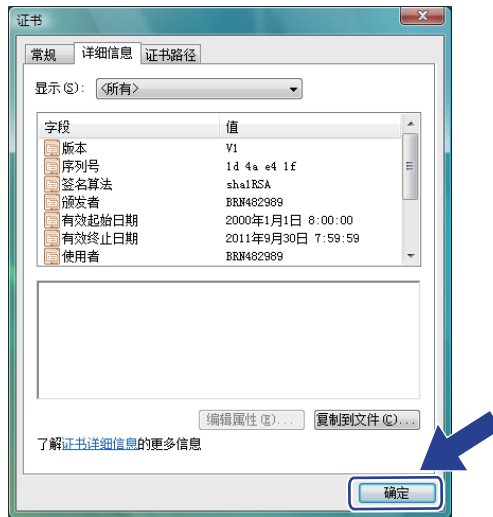 证书
常规 详细信息 证书路径
显示(S): <所有>
字段 值
版本 V1
序列号 1d 4a e4 1f
签名算法 sha1RSA
颁发者 BRN482989
有效起始日期 2000年1月1日 8:00:00
有效终止日期 2011年9月30日 7:59:59
使用者 BRN482989
编辑属性(E)... 复制到文件(C)...
了解证书详细信息的更多信息
确定